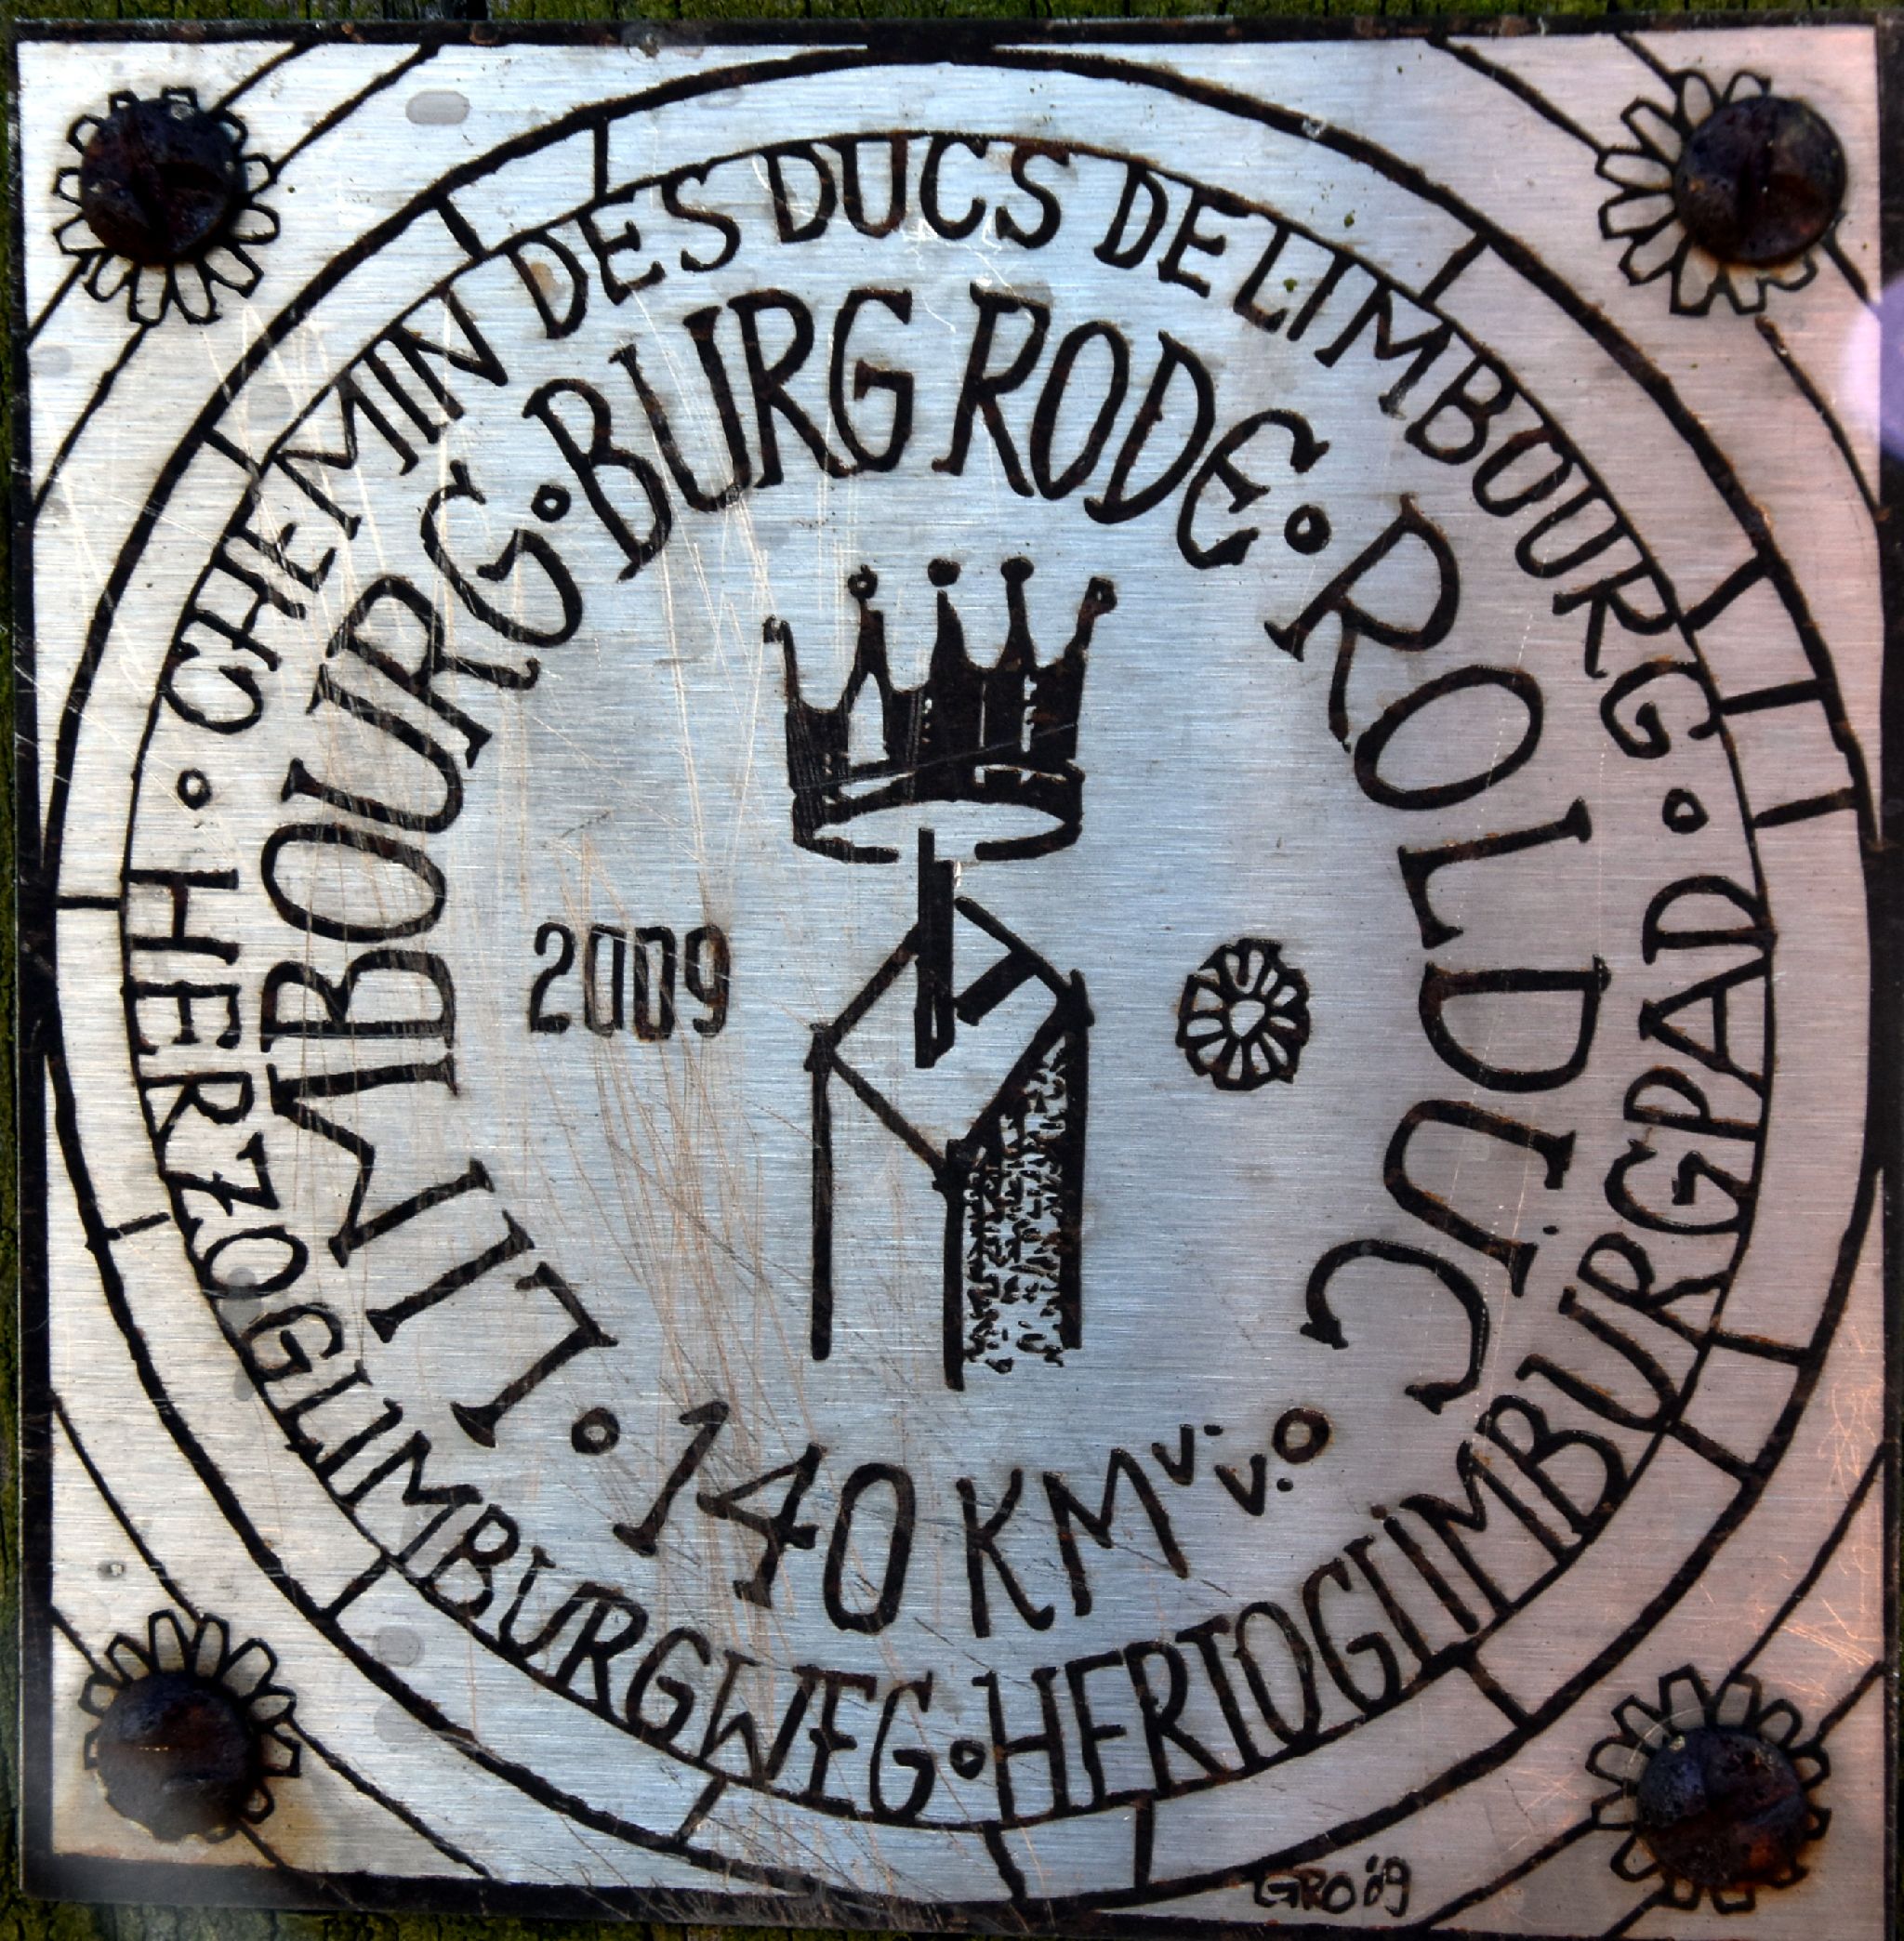 CHEMIN DES DUCS DE LIMBOURG • HERTOGLIMBURGPAD • HERZOGLIMBURGWEG •
LIMBOURG • BURG RODE • ROLDUC •
140 KM v.v.
2009
GRO '09